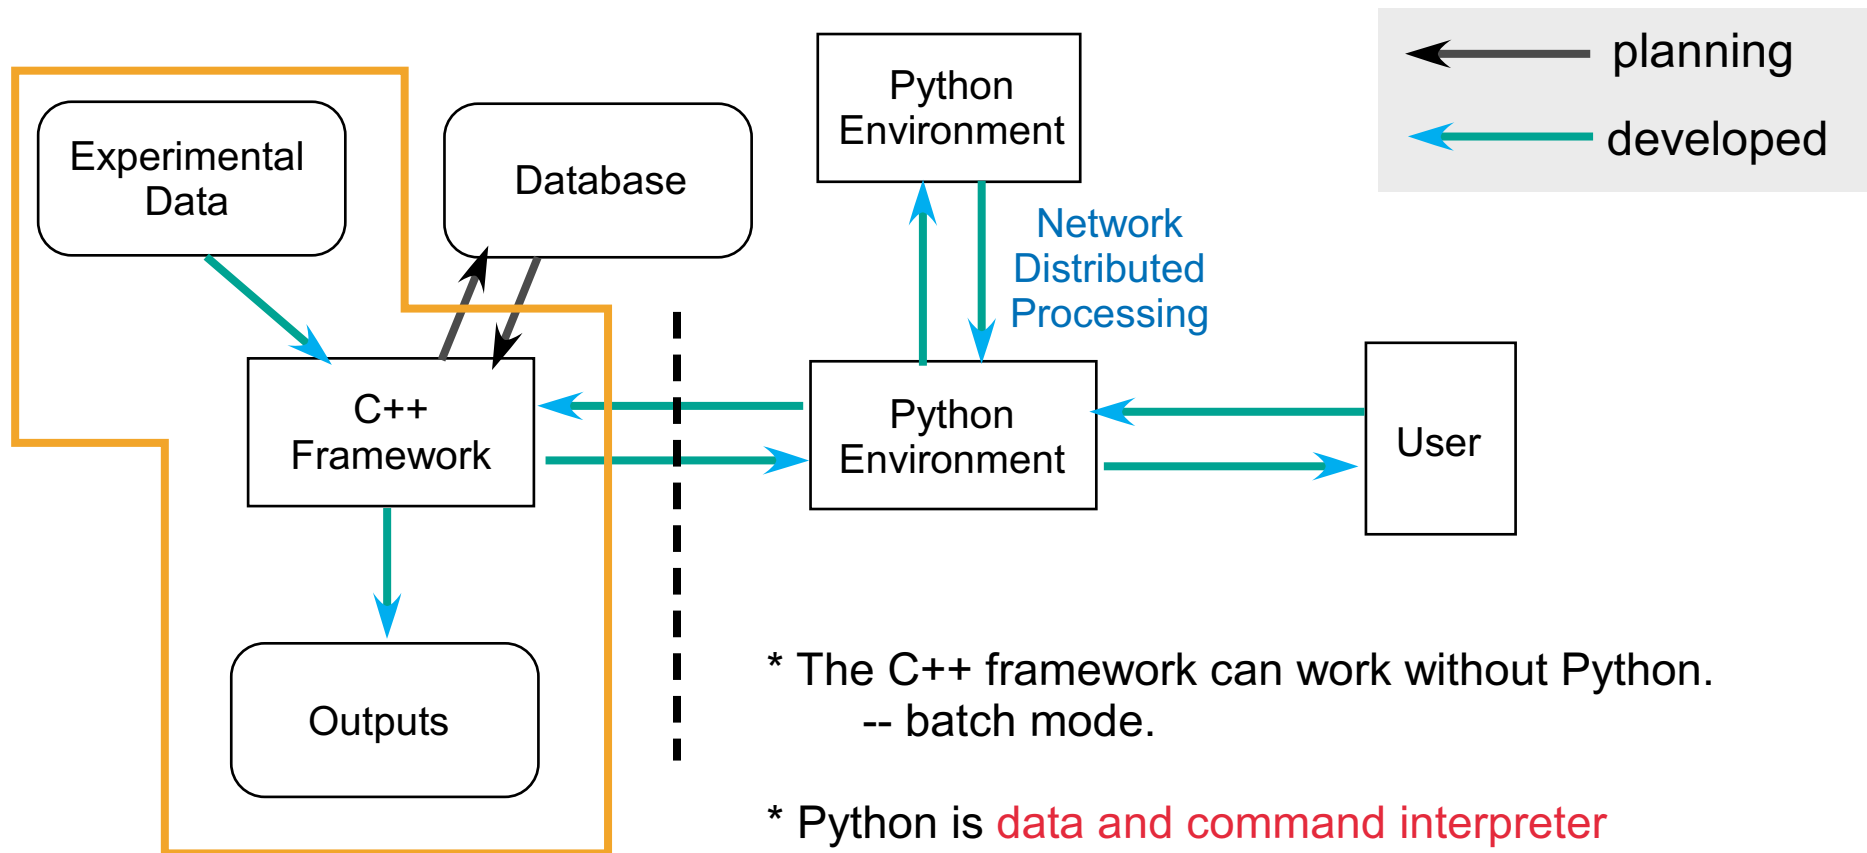 planning
developed
Experimental
Data
Database
Python
Environment
Network
Distributed
Processing
C++
Framework
Python
Environment
User
Outputs
* The C++ framework can work without Python.
-- batch mode.
* Python is data and command interpreter